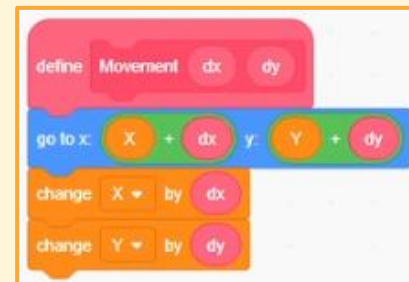 define Movement dx dy
go to x: X + dx y: Y + dy
change X by dx
change Y by dy